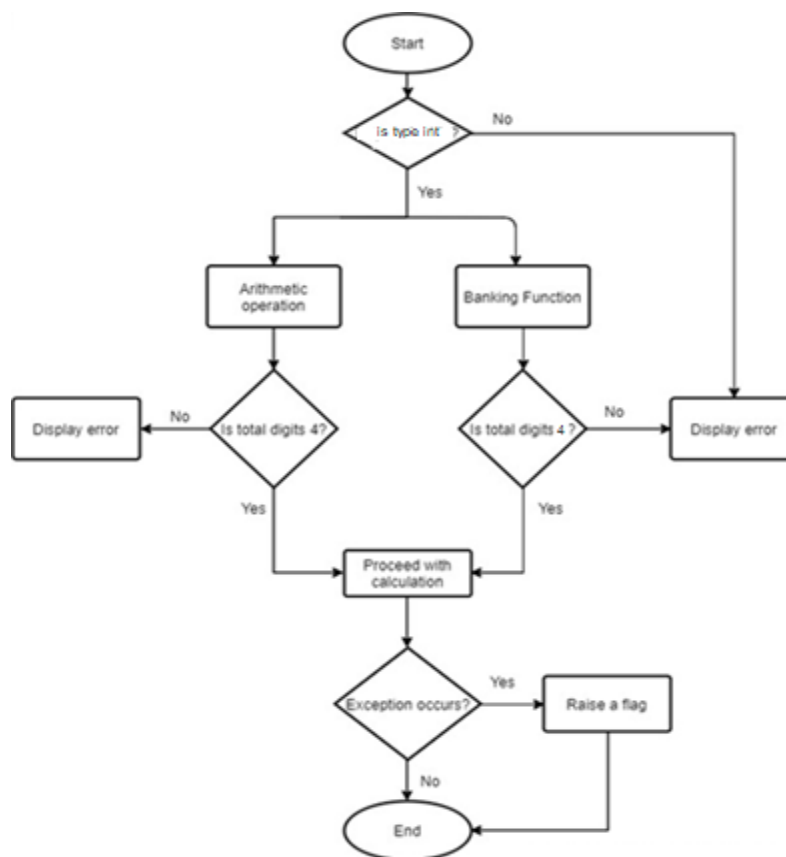 Start
is type int ?
No
Yes
Arithmetic
operation
Banking Function
Display error
No
Is total digits 4?
Is total digits 4 ?
No
Display error
Yes
Yes
Proceed with
calculation
Exception occurs?
Yes
Raise a flag
No
End